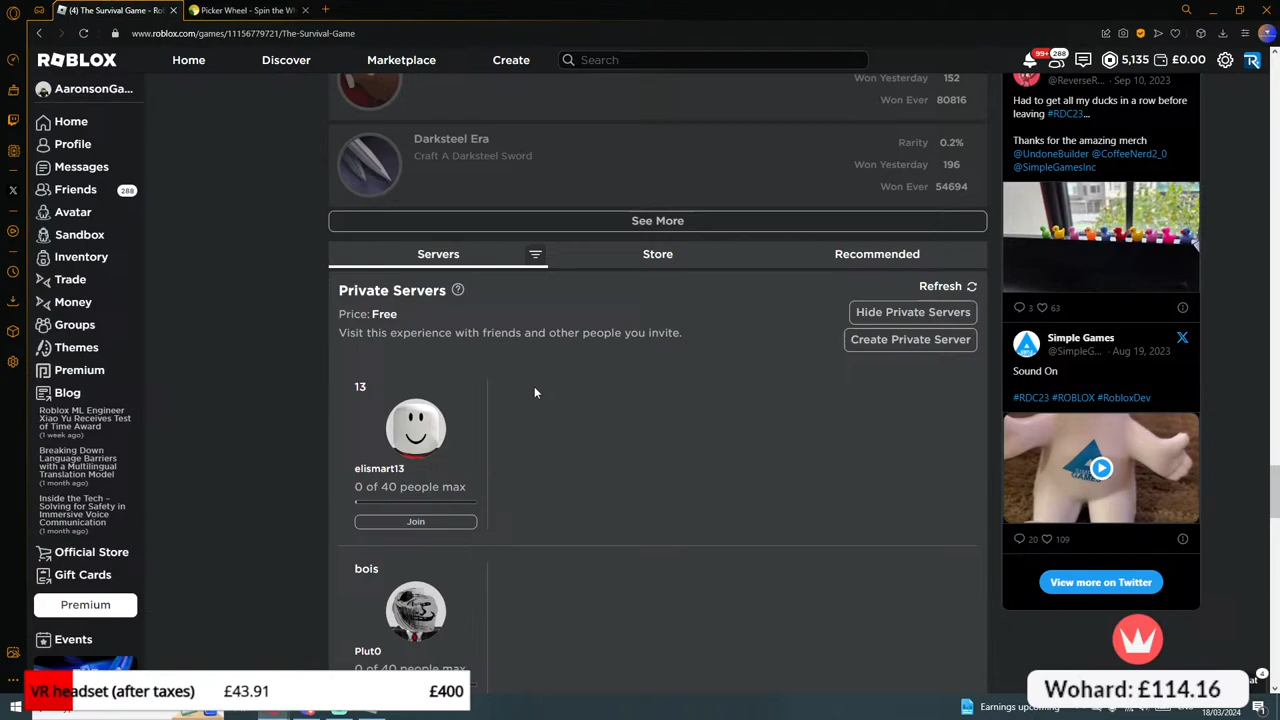 (4) The Survival Game - Ro
Picker Wheel - Spin the Wh
www.roblox.com/games/11156779721/The-Survival-Game
ROBLOX
Home
Discover
Marketplace
Create
Search
99+
288
5,135
£0.00
AaronsonGa...
Home
Profile
Messages
Friends
288
Avatar
Sandbox
Inventory
Trade
Money
Groups
Themes
Premium
Blog
Roblox ML Engineer
Xiao Yu Receives Test
of Time Award
(1 week ago)
Breaking Down
Language Barriers
with a Multilingual
Translation Model
(1 month ago)
Inside the Tech –
Solving for Safety in
Immersive Voice
Communication
(1 month ago)
Official Store
Gift Cards
Premium
Events
Won Yesterday 152
Won Ever 80816
Darksteel Era
Craft A Darksteel Sword
Rarity 0.2%
Won Yesterday 196
Won Ever 54694
See More
Servers
Store
Recommended
Private Servers
Refresh
Price: Free
Visit this experience with friends and other people you invite.
Hide Private Servers
Create Private Server
13
elismart13
0 of 40 people max
Join
bois
Plut0
0 of 40 people max
@ReverseR... · Sep 10, 2023
Had to get all my ducks in a row before
leaving #RDC23...
Thanks for the amazing merch
@UndoneBuilder @CoffeeNerd2_0
@SimpleGamesInc
3 63
Simple Games
@SimpleG... · Aug 19, 2023
Sound On
#RDC23 #ROBLOX #RobloxDev
20 109
View more on Twitter
VR headset (after taxes) £43.91 £400
Wohard: £114.16
Earnings upcoming
18/03/2024